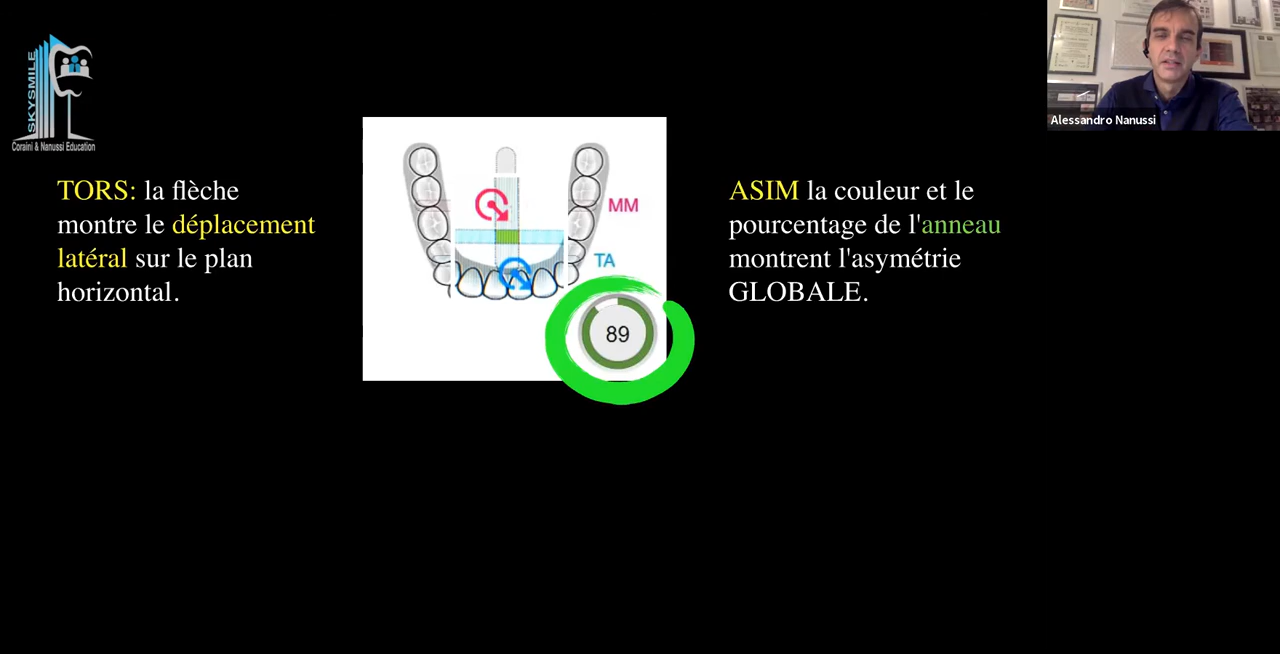 SKYSMILE
Coraini & Nanussi Education
Alessandro Nanussi
TORS: la flèche
montre le déplacement
latéral sur le plan
horizontal.
MM
TA
89
ASIM la couleur et le
pourcentage de l'anneau
montrent l'asymétrie
GLOBALE.